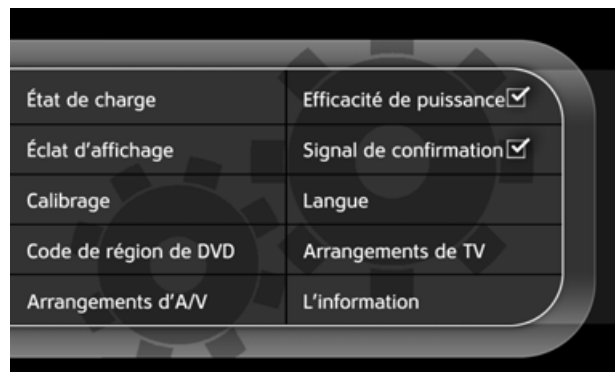 État de charge
Efficacité de puissance
Éclat d'affichage
Signal de confirmation
Calibrage
Langue
Code de région de DVD
Arrangements de TV
Arrangements d'A/V
L'information